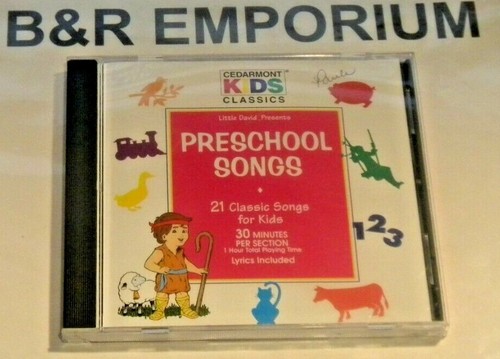 B&R EMPORIUM
CEDARMONT
KIDS
CLASSICS
Little David Presents
PRESCHOOL
SONGS
21 Classic Songs
for Kids
30 MINUTES
PER SECTION
1 Hour Total Playing Time
Lyrics Included
123